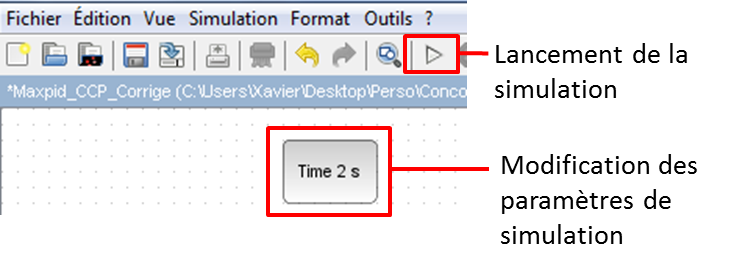 Fichier Édition Vue Simulation Format Outils ?
Lancement de la
simulation
*Maxpid_CCP_Corrige (C:\Users\Xavier\Desktop\Perso\Conco
Time 2 s
Modification des
paramètres de
simulation